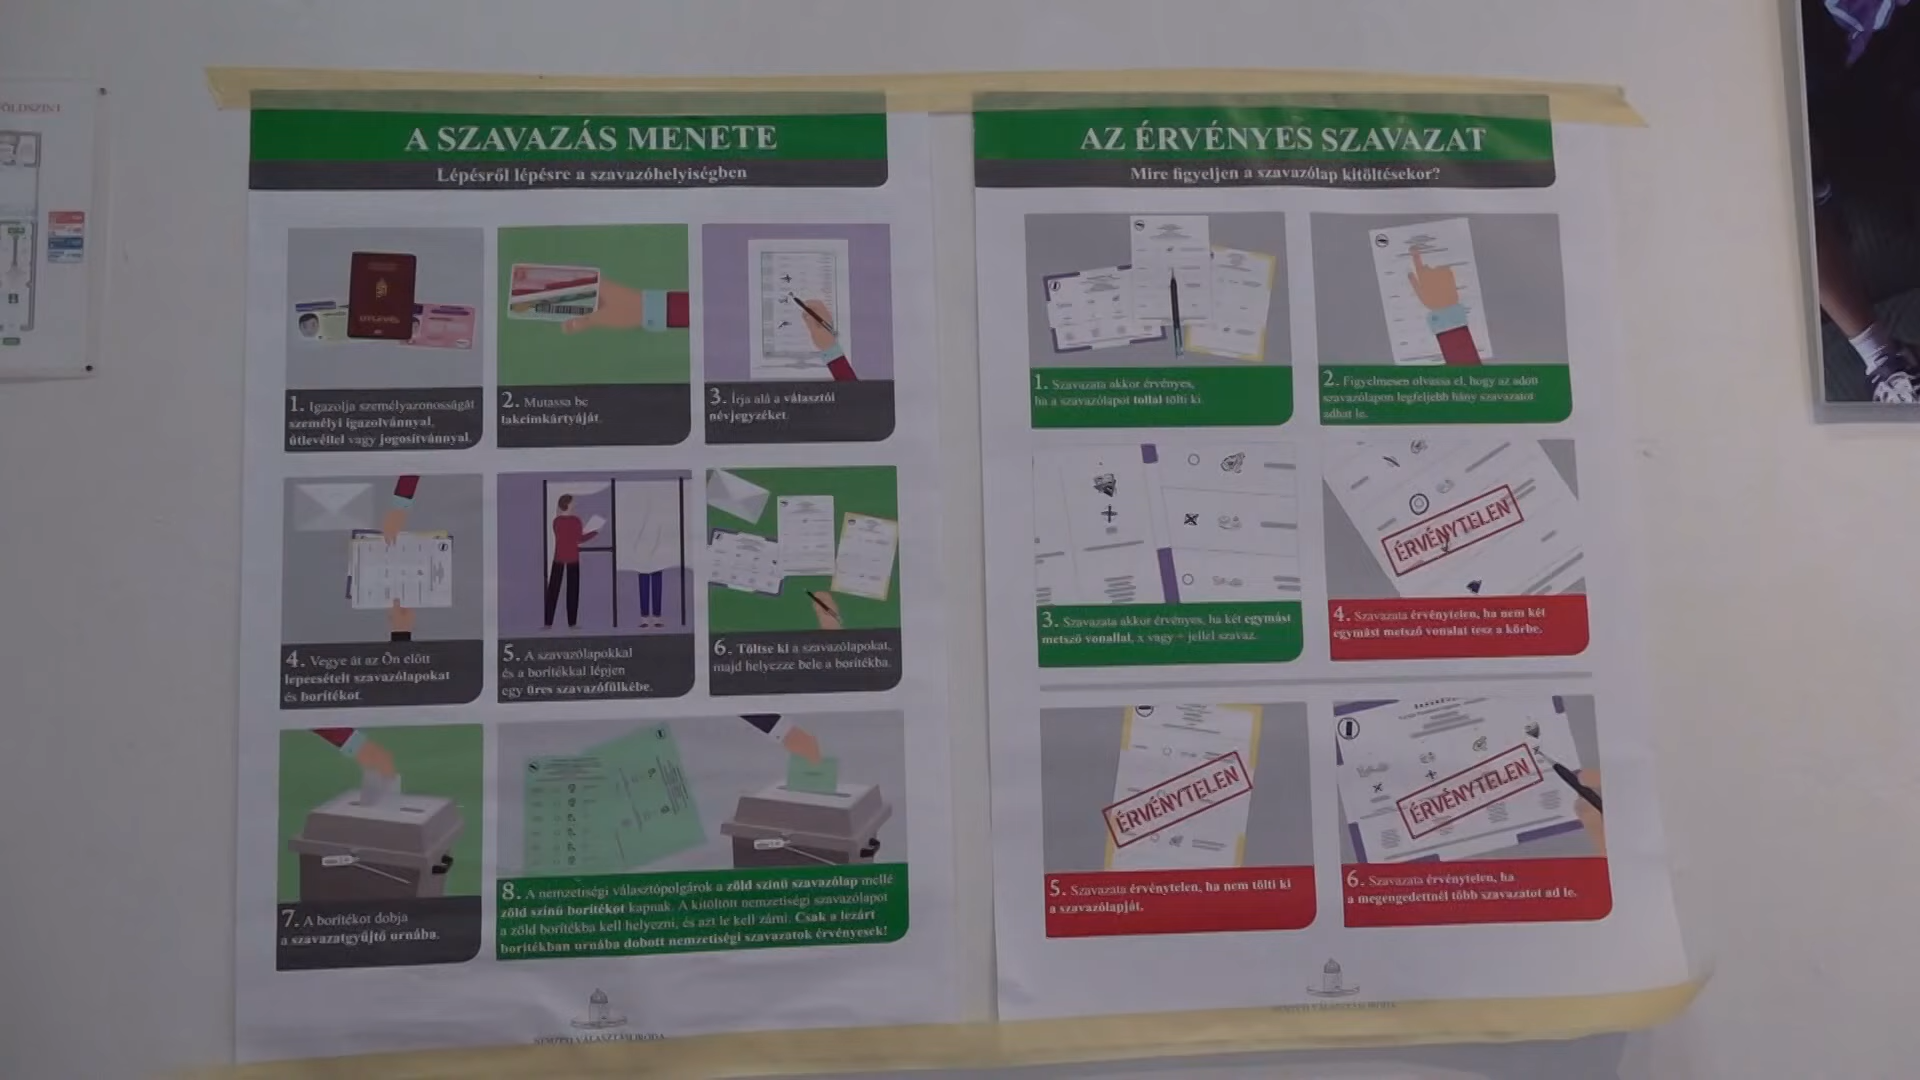 FÖLDSZINT
A SZAVAZÁS MENETE
Lépésről lépésre a szavazóhelyiségben
ÚTLEVÉL
1. Igazolja személyazonosságát
személyi igazolvánnyal,
útlevéllel vagy jogosítvánnyal.
2. Mutassa be
lakcímkártyáját.
3. Írja alá a választói
névjegyzéket.
4. Vegye át az Ön előtt
lepecsételt szavazólapokat
és borítékot.
5. A szavazólapokkal
és a borítékkal lépjen
egy üres szavazófülkébe.
6. Töltse ki a szavazólapokat,
majd helyezze bele a borítékba.
7. A borítékot dobja
a szavazatgyűjtő urnába.
8. A nemzetiségi választópolgárok a zöld színű szavazólap mellé
zöld színű borítékot kapnak. A kitöltött nemzetiségi szavazólapot
a zöld borítékba kell helyezni, és azt le kell zárni. Csak a lezárt
borítékban urnába dobott nemzetiségi szavazatok érvényesek!
NEMZETI VÁLASZTÁSI IRODA
AZ ÉRVÉNYES SZAVAZAT
Mire figyeljen a szavazólap kitöltésekor?
1. Szavazata akkor érvényes,
ha a szavazólapot tollal tölti ki.
2. Figyelmesen olvassa el, hogy az adott
szavazólapon legfeljebb hány szavazatot
adhat le.
3. Szavazata akkor érvényes, ha két egymást
metsző vonallal, x vagy + jellel szavaz.
ÉRVÉNYTELEN
4. Szavazata érvénytelen, ha nem két
egymást metsző vonalat tesz a körbe.
ÉRVÉNYTELEN
5. Szavazata érvénytelen, ha nem tölti ki
a szavazólapját.
ÉRVÉNYTELEN
6. Szavazata érvénytelen, ha
a megengedettnél több szavazatot ad le.
NEMZETI VÁLASZTÁSI IRODA